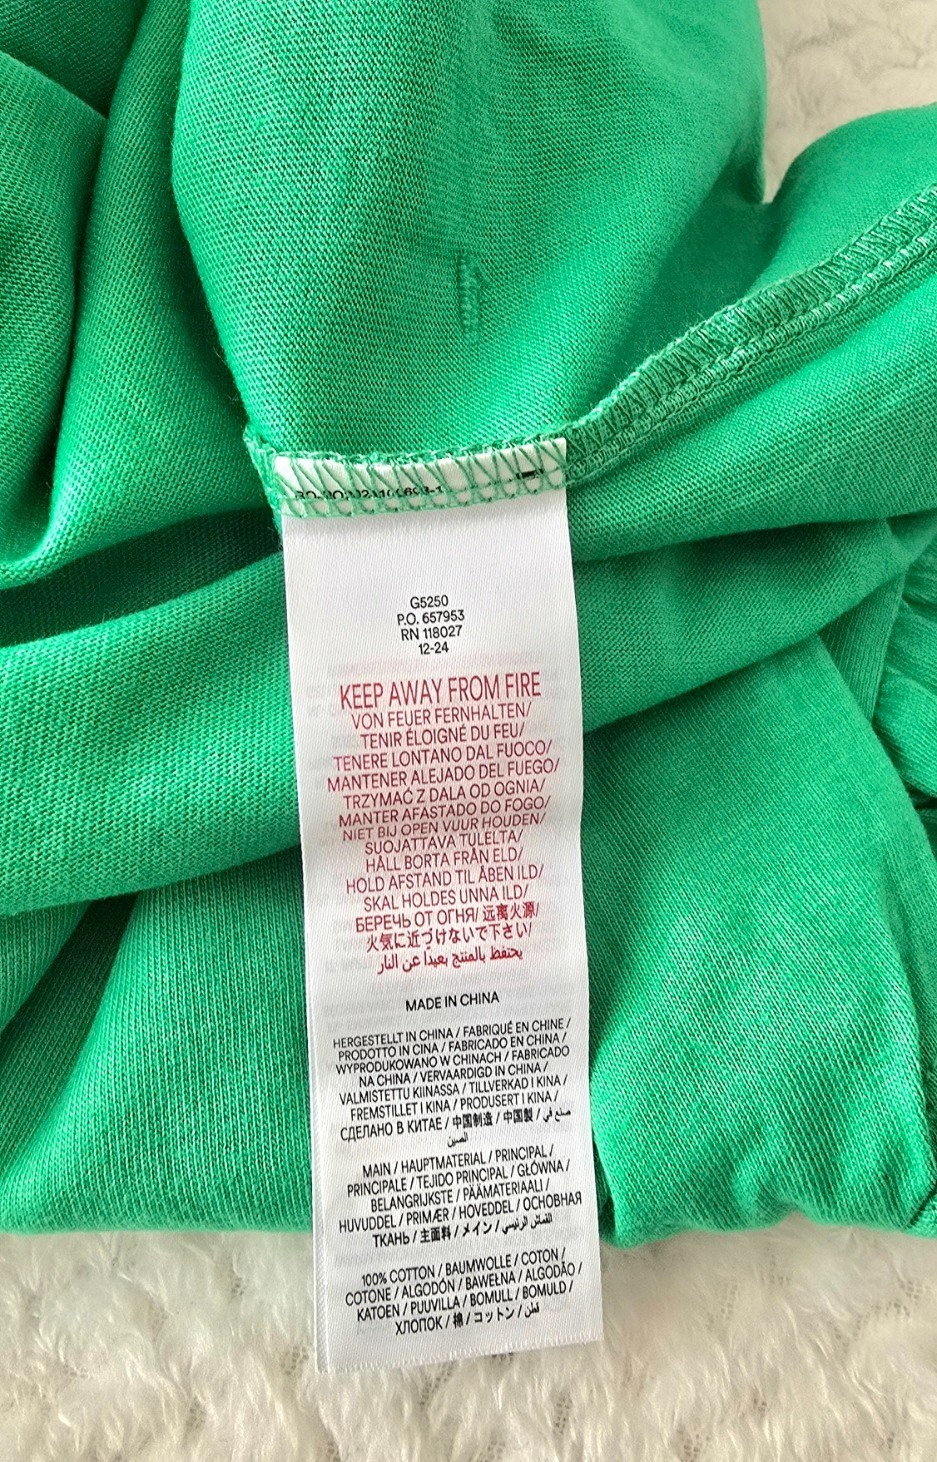 G5250
P.O. 657953
RN 118027
12-24
KEEP AWAY FROM FIRE
VON FEUER FERNHALTEN/
TENIR ÉLOIGNÉ DU FEU/
TENERE LONTANO DAL FUOCO/
MANTENER ALEJADO DEL FUEGO/
TRZYMAĆ Z DALA OD OGNIA/
MANTER AFASTADO DO FOGO/
NIET BIJ OPEN VUUR HOUDEN/
SUOJATTAVA TULELTA/
HÅLL BORTA FRÅN ELD/
HOLD AFSTAND TIL ÅBEN ILD/
SKAL HOLDES UNNA ILD/
БЕРЕЧЬ ОТ ОГНЯ/ 远离火源/
火気に近づけないで下さい/
يحتفظ بالمنتج بعيدا عن النار
MADE IN CHINA
HERGESTELLT IN CHINA / FABRIQUÉ EN CHINE /
PRODOTTO IN CINA / FABRICADO EN CHINA /
WYPRODUKOWANO W CHINACH / FABRICADO
NA CHINA / VERVAARDIGD IN CHINA /
VALMISTETTU KIINASSA / TILLVERKAD I KINA /
FREMSTILLET I KINA / PRODUSERT I KINA /
СДЕЛАНО В КИТАЕ / 中国制造 / 中国製 / صنع في
الصين
MAIN / HAUPTMATERIAL / PRINCIPAL /
PRINCIPALE / TEJIDO PRINCIPAL / GŁÓWNA /
BELANGRIJKSTE / PÄÄMATERIAALI /
HUVUDDEL / PRIMÆR / HOVEDDEL / ОСНОВНАЯ
ТКАНЬ / 主面料 / メイン / القماش الرئيسي
100% COTTON / BAUMWOLLE / COTON /
COTONE / ALGODÓN / BAWEŁNA / ALGODÃO /
KATOEN / PUUVILLA / BOMULL / BOMULD /
ХЛОПОК / 棉 / コットン / قطن